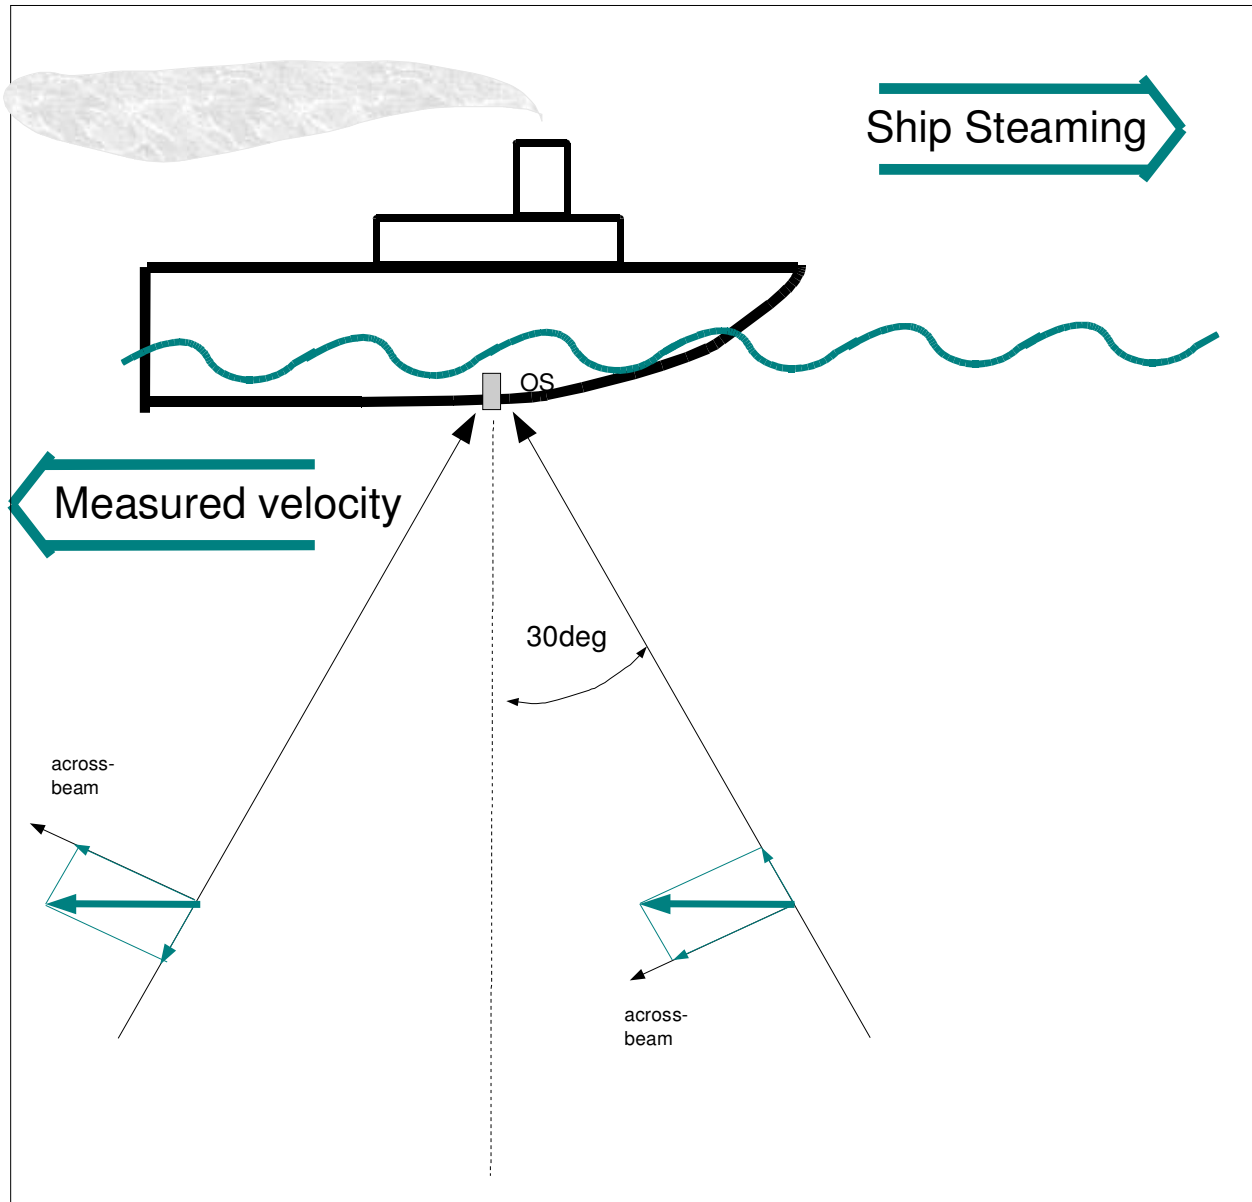 Ship Steaming
OS
Measured velocity
30deg
across-
beam
across-
beam